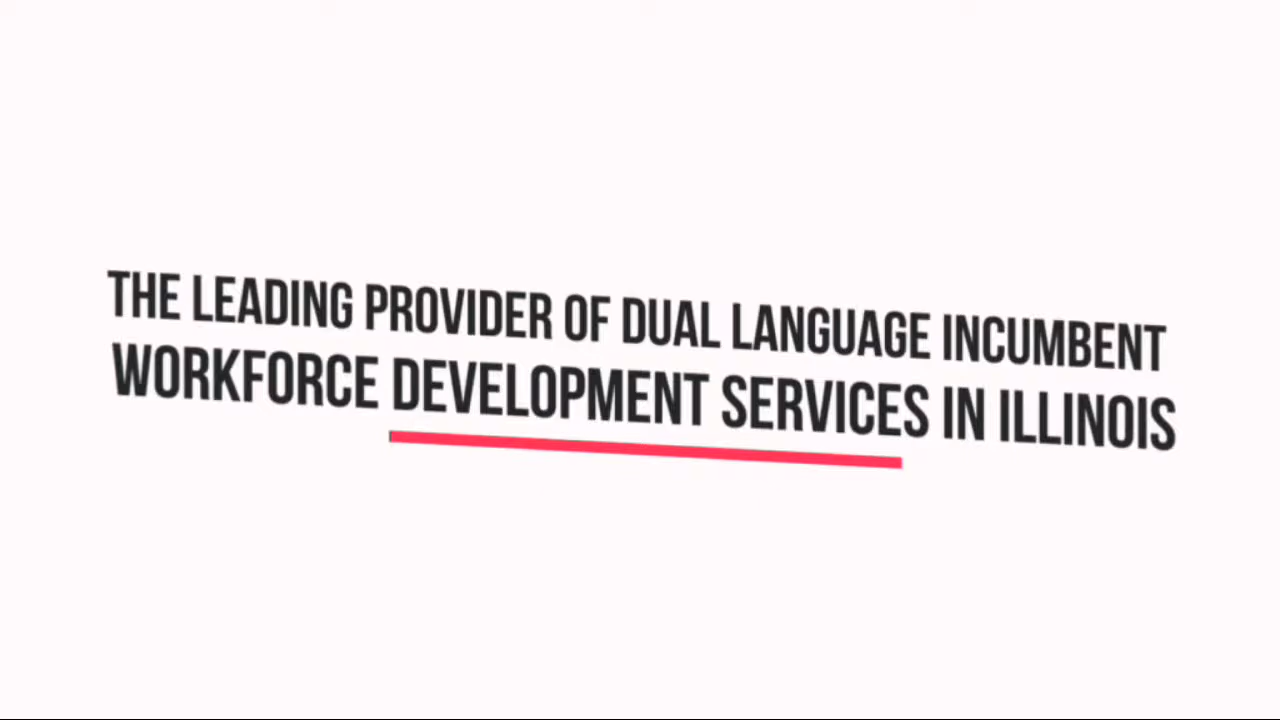 THE LEADING PROVIDER OF DUAL LANGUAGE INCUMBENT
WORKFORCE DEVELOPMENT SERVICES IN ILLINOIS